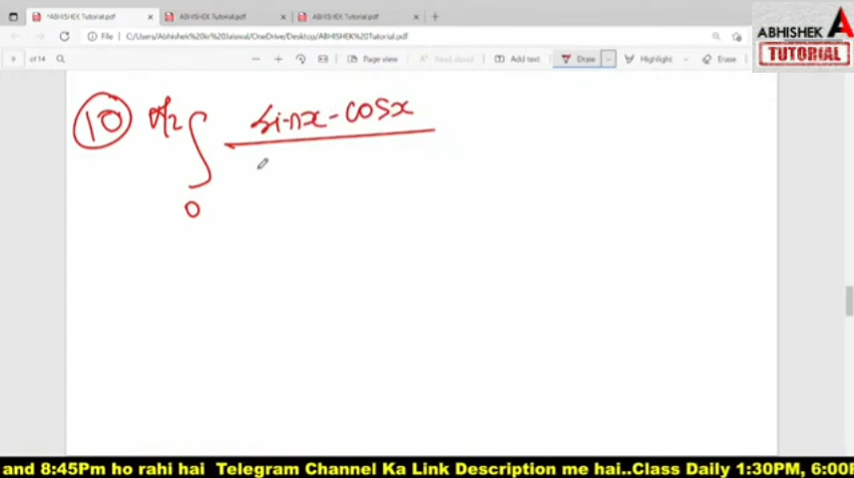 *ABHISHEK Tutorial.pdf
ABHISHEK Tutorial.pdf
ABHISHEK Tutorial.pdf
File
C:/Users/Abhishek%20kr%20Jaiswal/OneDrive/Desktop/ABHISHEK%20Tutorial.pdf
9 of 14
Page view
Read aloud
Add text
Draw
Highlight
Erase
ABHISHEK A
TUTORIAL
10 π/2 ∫ sinx - cosx
0
and 8:45Pm ho rahi hai Telegram Channel Ka Link Description me hai..Class Daily 1:30PM, 6:00P